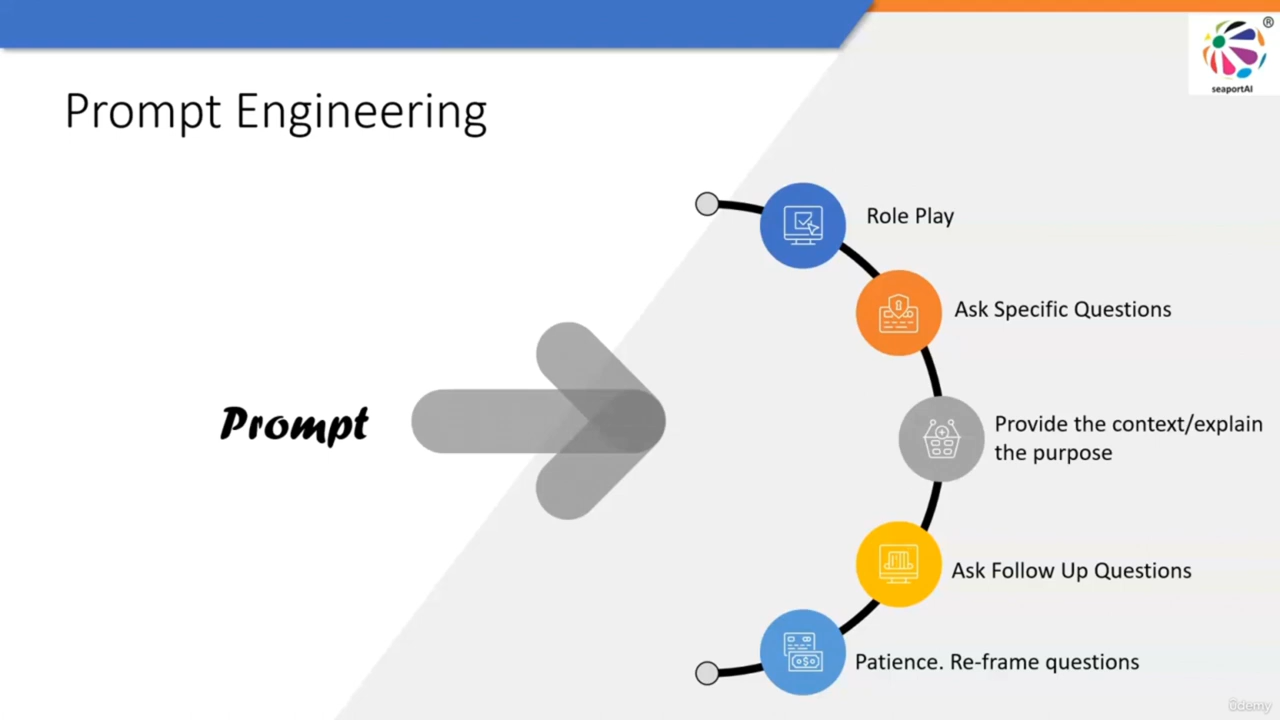 ®
seaportAI
Prompt Engineering
Role Play
Ask Specific Questions
Prompt
Provide the context/explain
the purpose
Ask Follow Up Questions
Patience. Re-frame questions
ûdemy